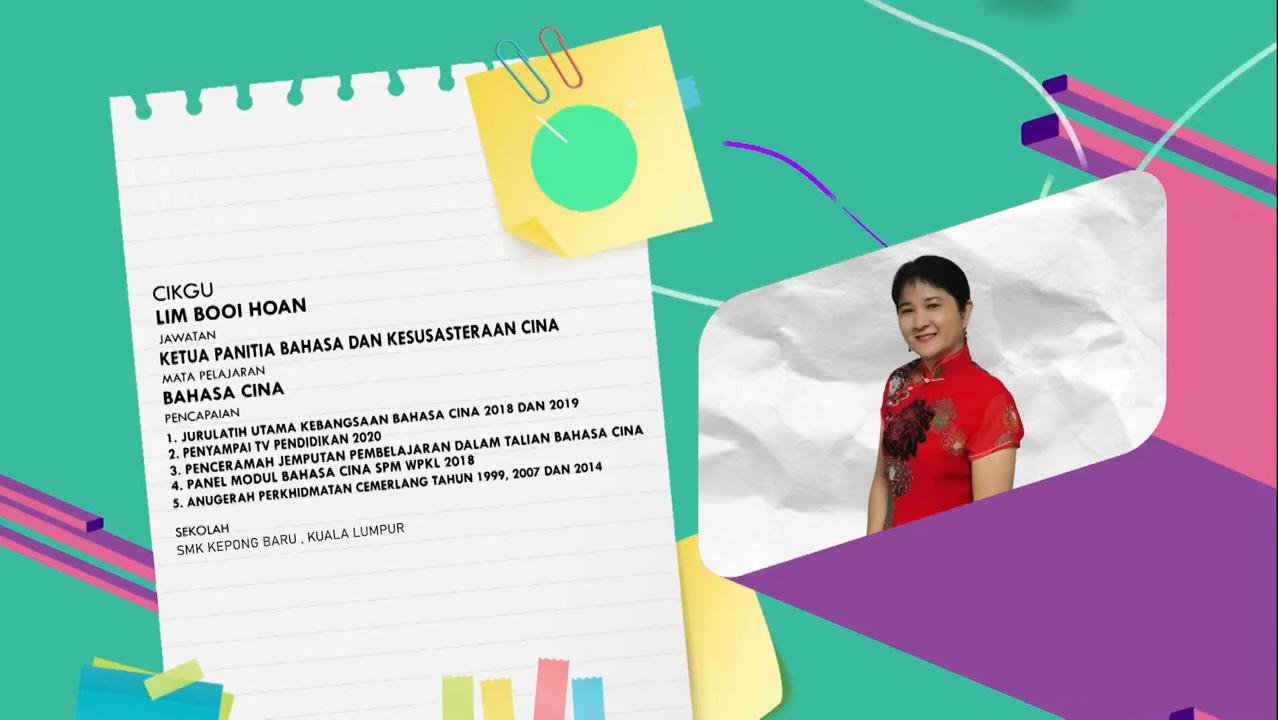 CIKGU
LIM BOOI HOAN
JAWATAN
KETUA PANITIA BAHASA DAN KESUSASTERAAN CINA
MATA PELAJARAN
BAHASA CINA
PENCAPAIAN
1. JURULATIH UTAMA KEBANGSAAN BAHASA CINA 2018 DAN 2019
2. PENYAMPAI TV PENDIDIKAN 2020
3. PENCERAMAH JEMPUTAN PEMBELAJARAN DALAM TALIAN BAHASA CINA
4. PANEL MODUL BAHASA CINA SPM WPKL 2018
5. ANUGERAH PERKHIDMATAN CEMERLANG TAHUN 1999, 2007 DAN 2014
SEKOLAH
SMK KEPONG BARU , KUALA LUMPUR